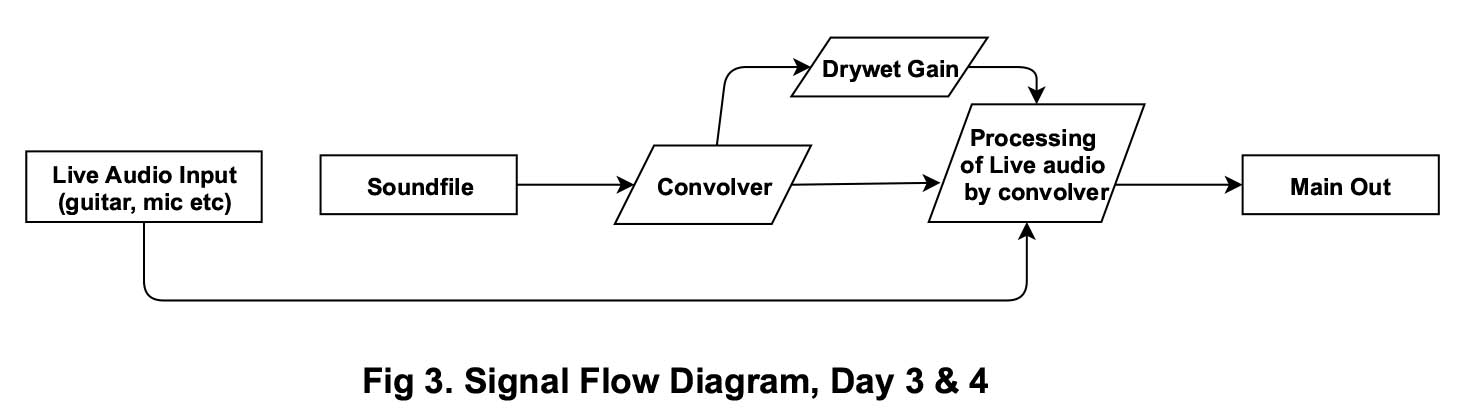 Drywet Gain
Live Audio Input
(guitar, mic etc)
Soundfile
Convolver
Processing
of Live audio
by convolver
Main Out
Fig 3. Signal Flow Diagram, Day 3 & 4